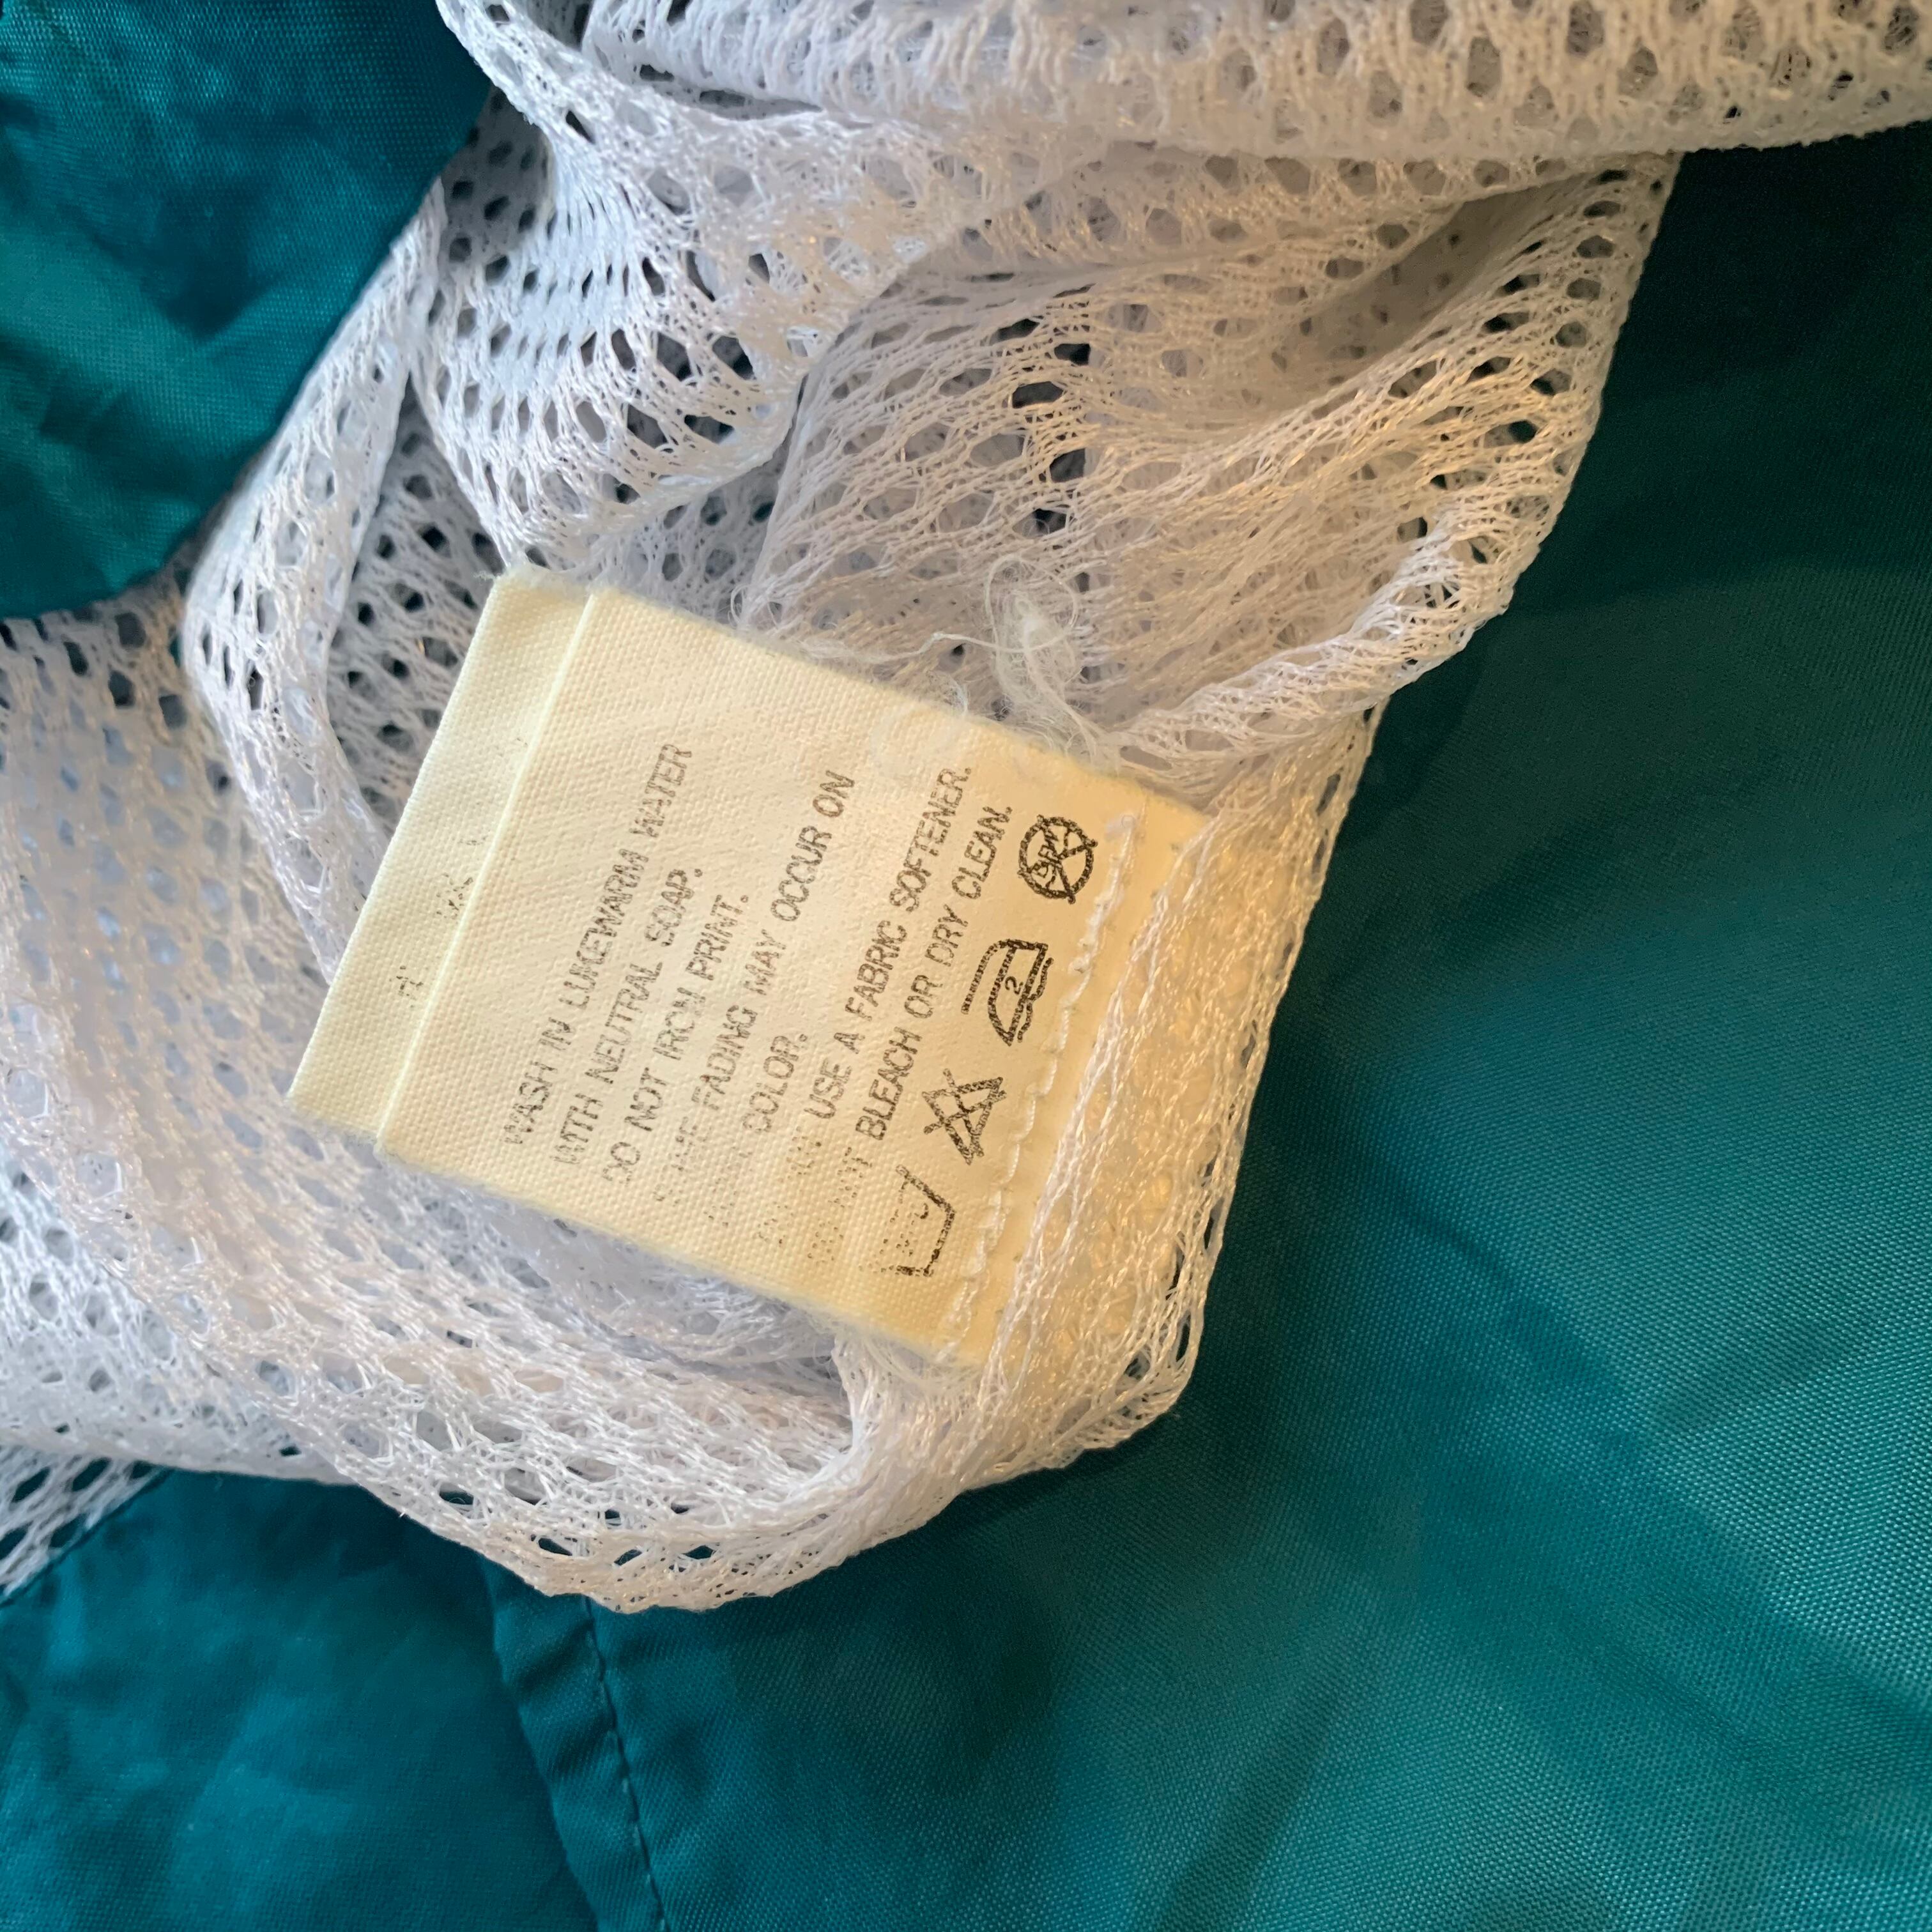 WASH IN LUKEWARM WATER
WITH NEUTRAL SOAP.
DO NOT IRON PRINT.
FADING MAY OCCUR ON
COLOR.
USE A FABRIC SOFTENER.
BLEACH OR DRY CLEAN.
2